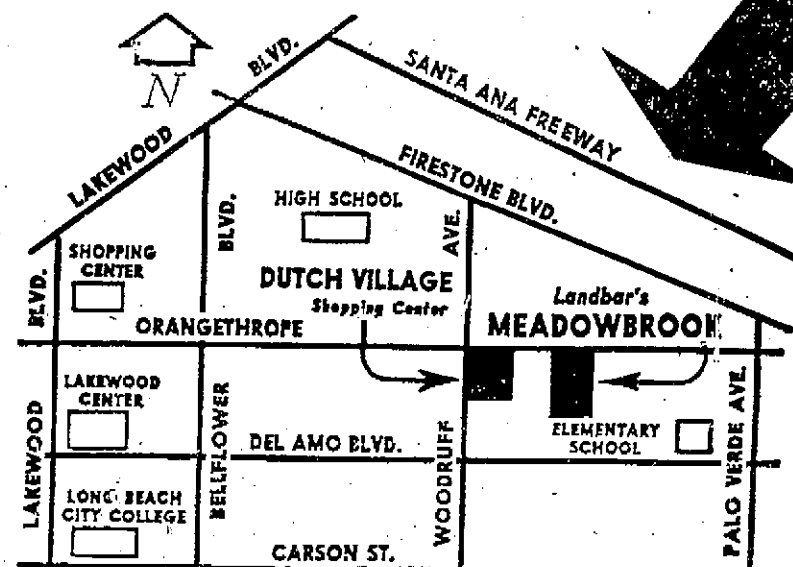 N
LAKEWOOD BLVD.
SANTA ANA FREEWAY
FIRESTONE BLVD.
HIGH SCHOOL
BLVD.
AVE.
SHOPPING
CENTER
DUTCH VILLAGE
Shopping Center
Landbar's
MEADOWBROOK
BLVD.
ORANGETHROPE
LAKEWOOD
CENTER
BELLFLOWER
DEL AMO BLVD.
ELEMENTARY
SCHOOL
LAKEWOOD
WOODRUFF
PALO VERDE AVE.
LONG BEACH
CITY COLLEGE
CARSON ST.